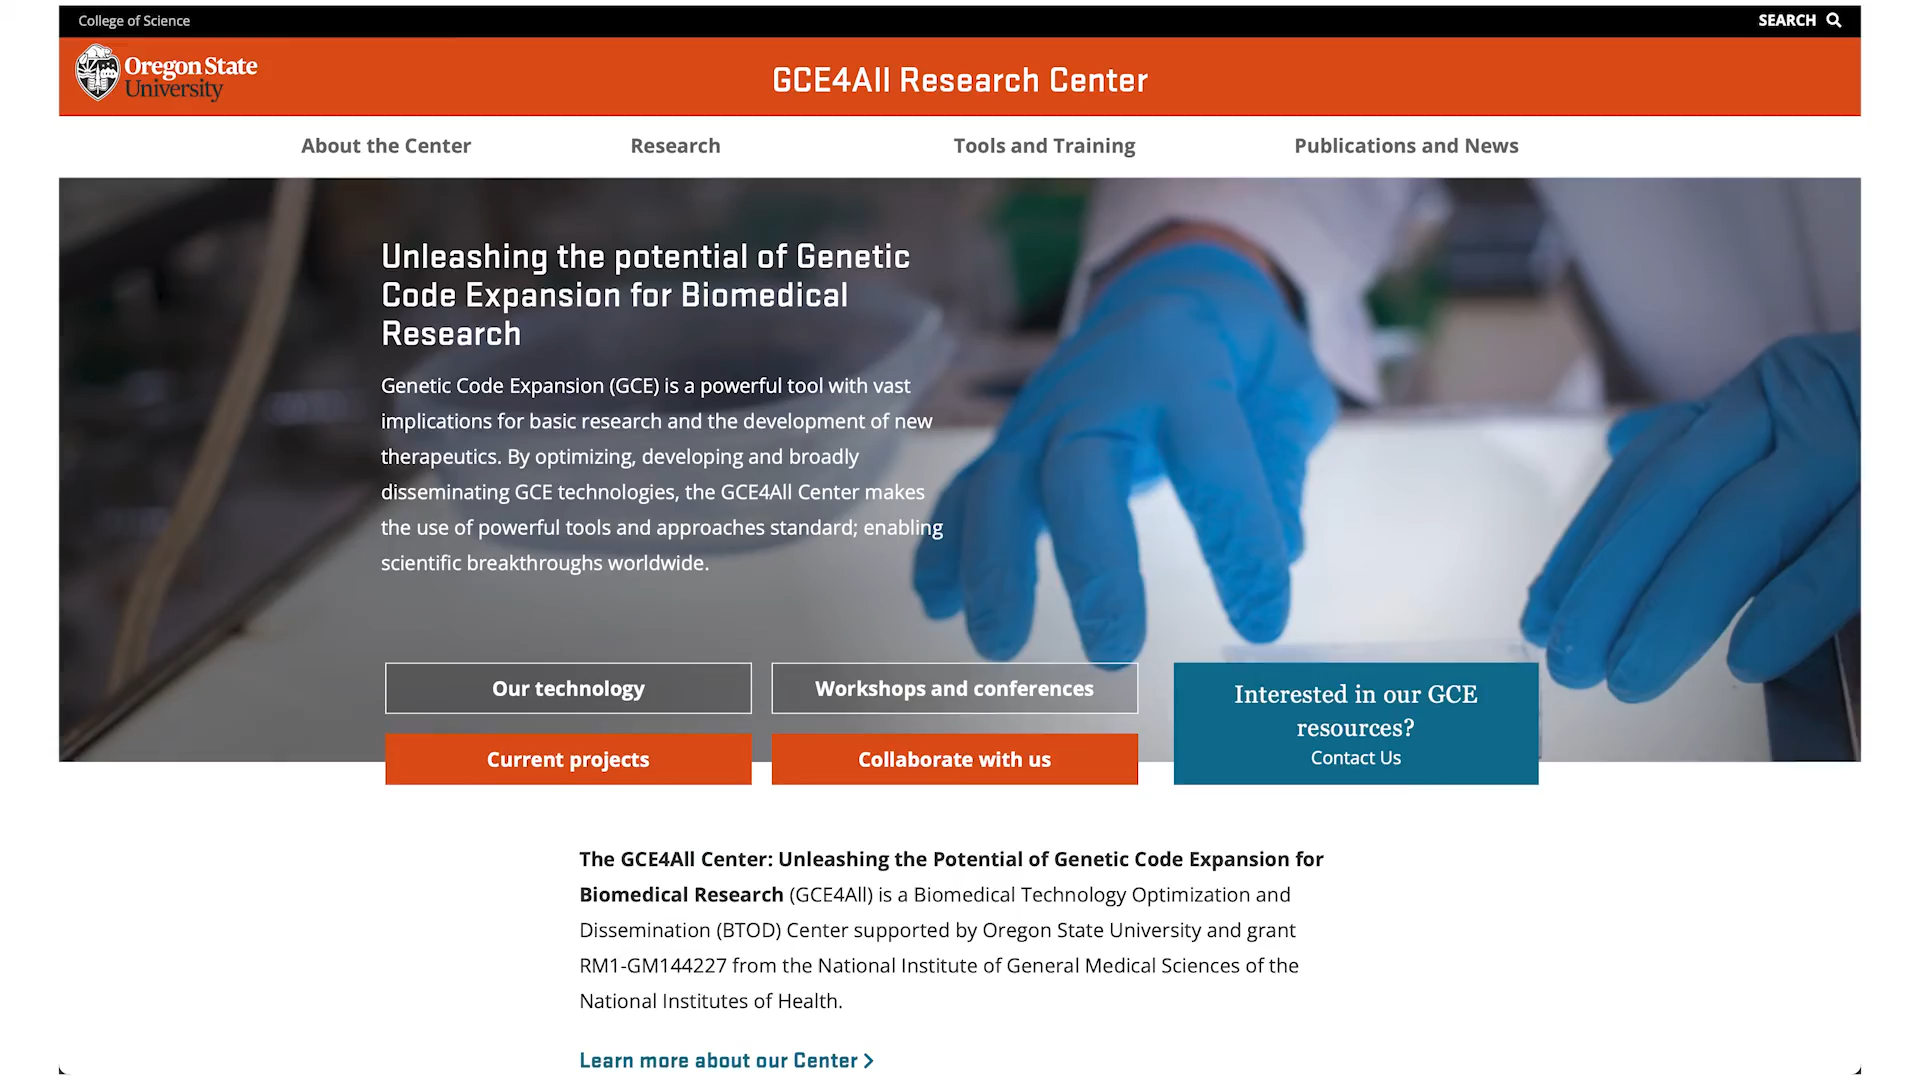 College of Science
SEARCH
Oregon State
University
GCE4All Research Center
About the Center
Research
Tools and Training
Publications and News
Unleashing the potential of Genetic
Code Expansion for Biomedical
Research
Genetic Code Expansion (GCE) is a powerful tool with vast
implications for basic research and the development of new
therapeutics. By optimizing, developing and broadly
disseminating GCE technologies, the GCE4All Center makes
the use of powerful tools and approaches standard; enabling
scientific breakthroughs worldwide.
Our technology
Workshops and conferences
Current projects
Collaborate with us
Interested in our GCE
resources?
Contact Us
The GCE4All Center: Unleashing the Potential of Genetic Code Expansion for
Biomedical Research (GCE4All) is a Biomedical Technology Optimization and
Dissemination (BTOD) Center supported by Oregon State University and grant
RM1-GM144227 from the National Institute of General Medical Sciences of the
National Institutes of Health.
Learn more about our Center